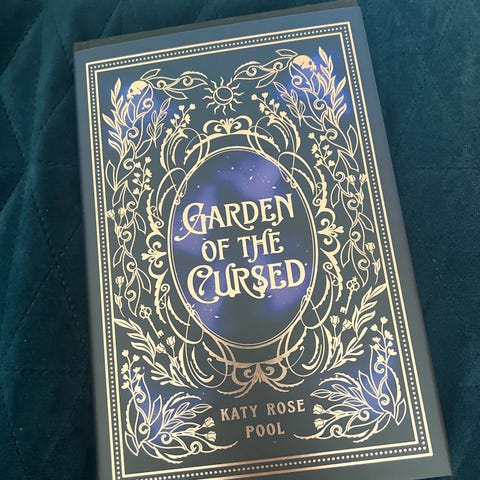 GARDEN
OF THE
CURSED
KATY ROSE
POOL